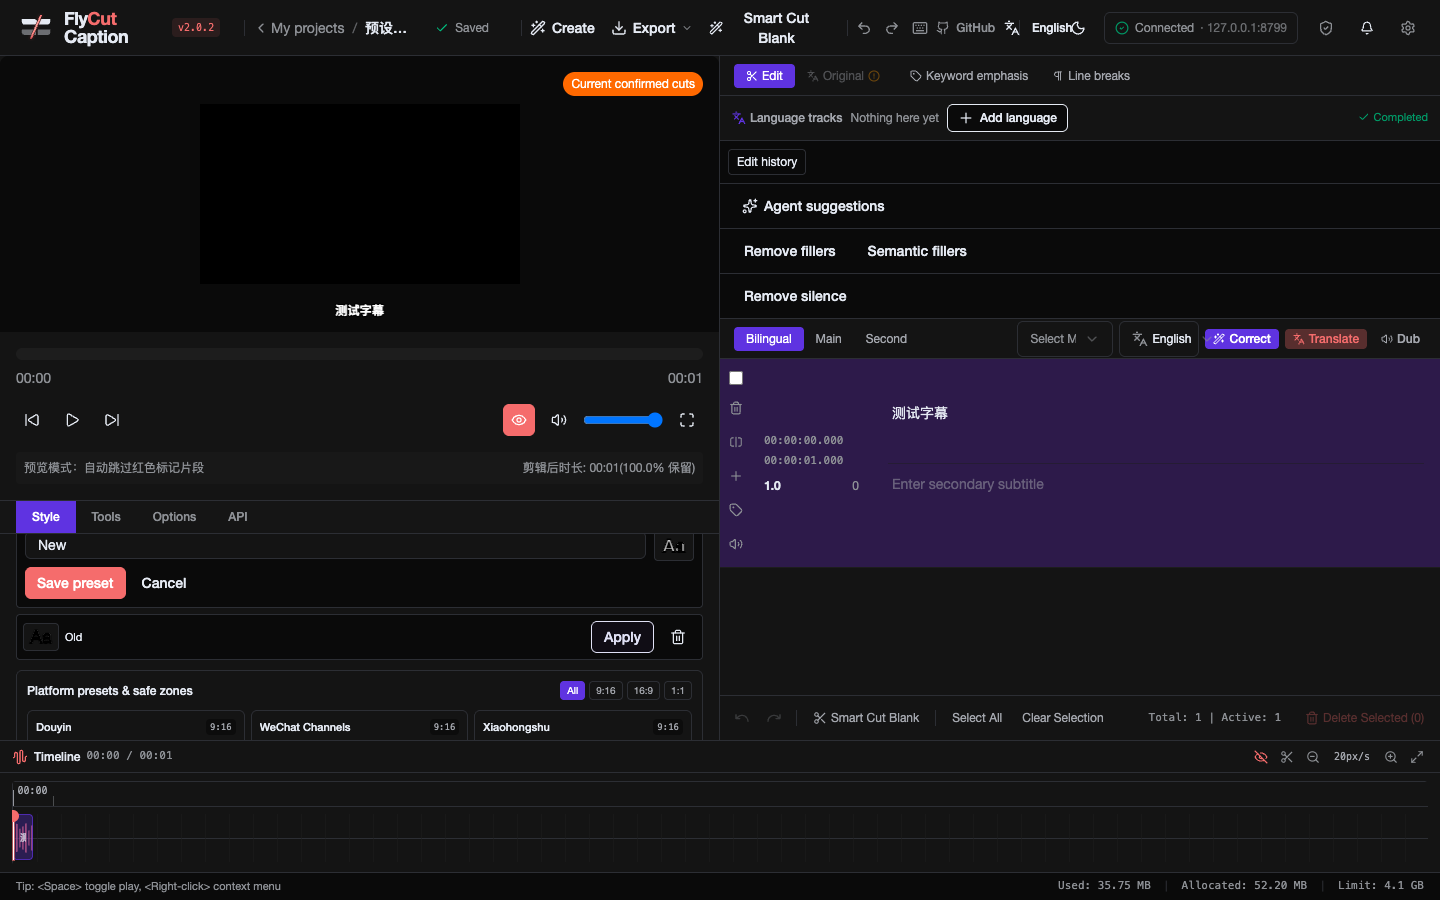 FlyCut
Caption
v2.0.2
My projects / 预设...
Saved
Create
Export
Smart Cut
Blank
GitHub
English
Connected · 127.0.0.1:8799
Current confirmed cuts
测试字幕
00:00
00:01
预览模式：自动跳过红色标记片段
剪辑后时长: 00:01(100.0% 保留)
Style
Tools
Options
API
New
Save preset
Cancel
Old
Apply
Platform presets & safe zones
All
9:16
16:9
1:1
Douyin
9:16
WeChat Channels
9:16
Xiaohongshu
9:16
Edit
Original
Keyword emphasis
Line breaks
Language tracks
Nothing here yet
Add language
Completed
Edit history
Agent suggestions
Remove fillers
Semantic fillers
Remove silence
Bilingual
Main
Second
Select M
English
Correct
Translate
Dub
测试字幕
00:00:00.000
00:00:01.000
1.0
0
Enter secondary subtitle
Smart Cut Blank
Select All
Clear Selection
Total: 1 | Active: 1
Delete Selected (0)
Timeline
00:00 / 00:01
20px/s
00:00
Tip: <Space> toggle play, <Right-click> context menu
Used: 35.75 MB
Allocated: 52.20 MB
Limit: 4.1 GB